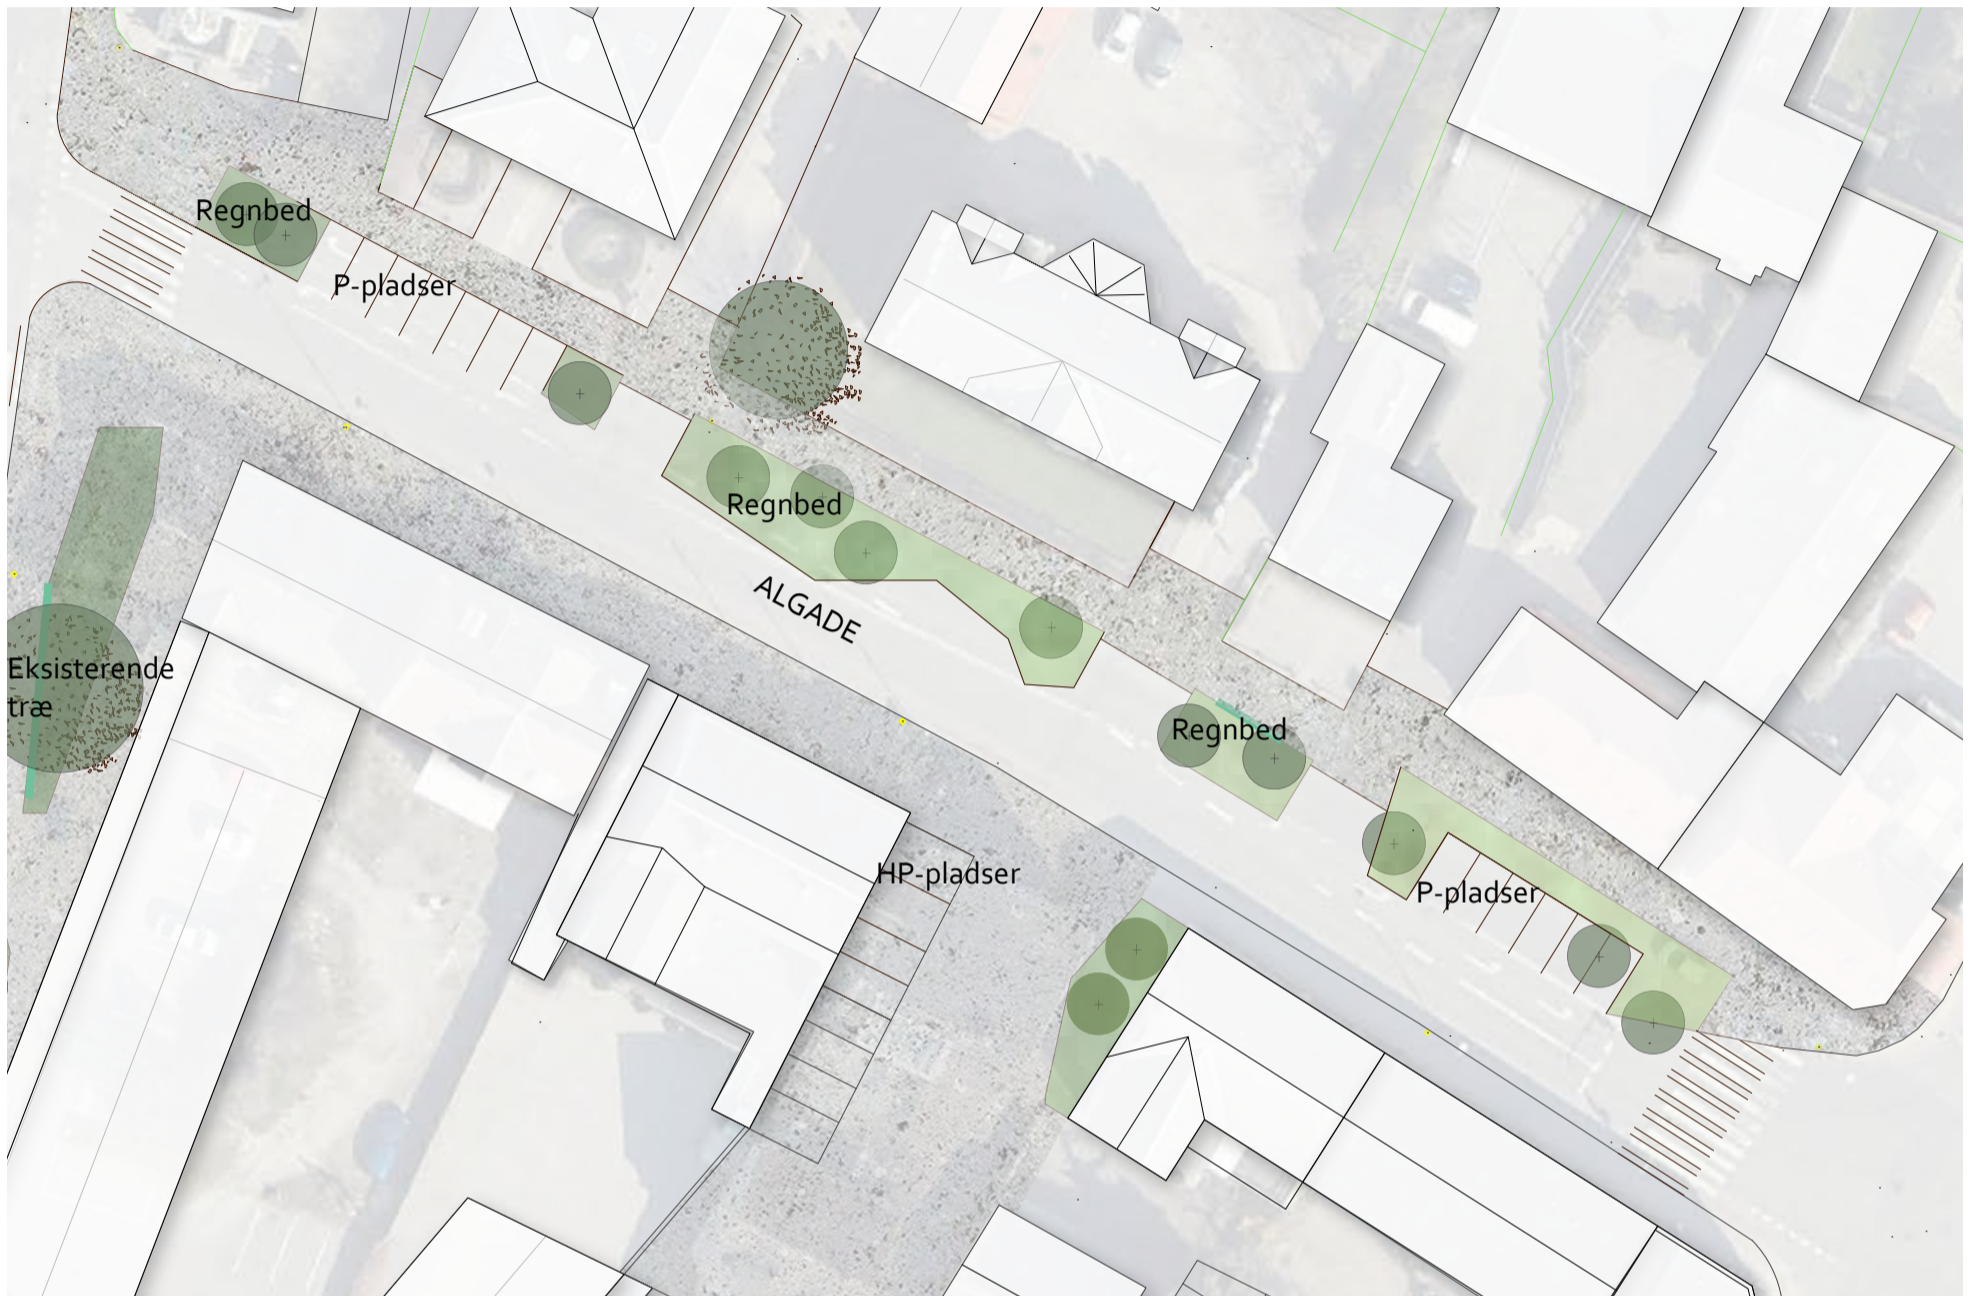 Regnbed
P-pladser
Regnbed
ALGADE
Eksisterende
træ
Regnbed
HP-pladser
P-pladser